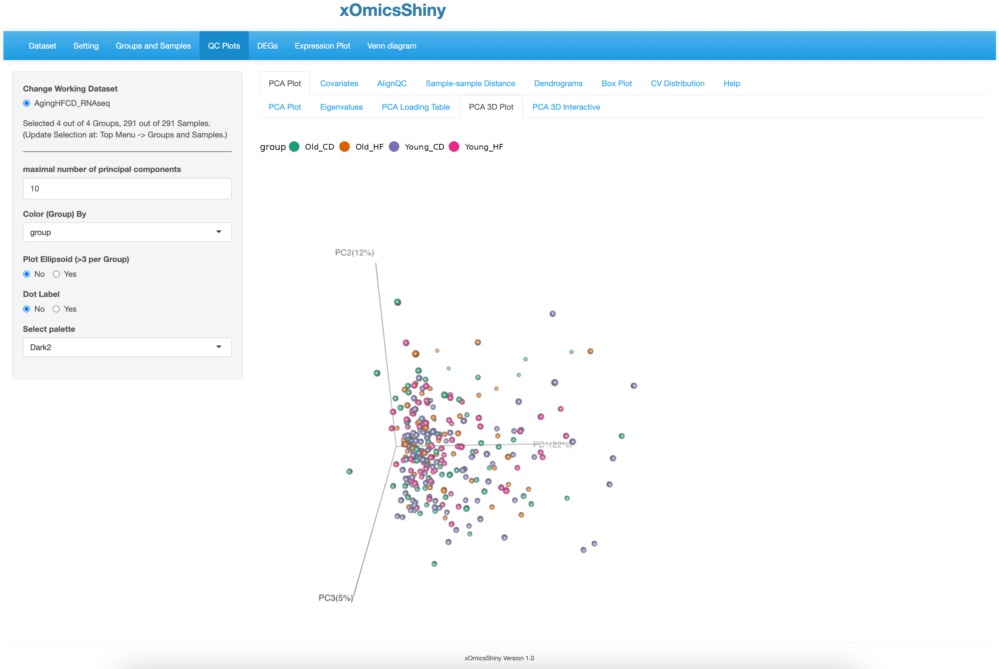 xOmicsShiny
Dataset Setting Groups and Samples QC Plots DEGs Expression Plot Venn diagram
Change Working Dataset
AgingHFCD_RNAseq
Selected 4 out of 4 Groups, 291 out of 291 Samples.
(Update Selection at: Top Menu -> Groups and Samples.)
maximal number of principal components
10
Color (Group) By
group
Plot Ellipsoid (>3 per Group)
No Yes
Dot Label
No Yes
Select palette
Dark2
PCA Plot Covariates AlignQC Sample-sample Distance Dendrograms Box Plot CV Distribution Help
PCA Plot Eigenvalues PCA Loading Table PCA 3D Plot PCA 3D Interactive
group Old_CD Old_HF Young_CD Young_HF
PC2(12%)
PC1(22%)
PC3(5%)
xOmicsShiny Version 1.0